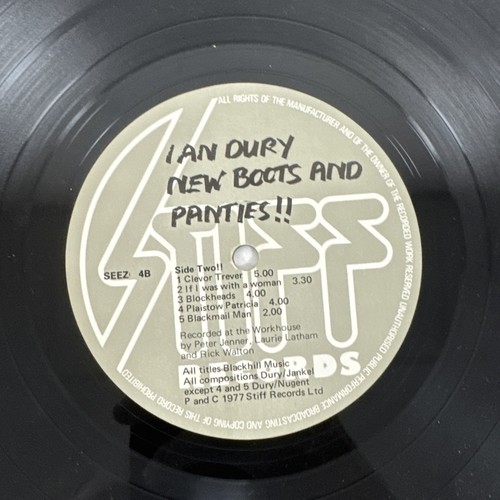 ALL RIGHTS OF THE MANUFACTURER AND OF THE OWNER OF THE RECORDED WORK RESERVED UNAUTHORISED PUBLIC PERFORMANCE BROADCASTING AND COPYING OF THIS RECORD PROHIBITED
IAN DURY
NEW BOOTS AND
PANTIES!!
STIFF
RECORDS
SEEZ 4B
Side Two!!
1 Clevor Trever 5.00
2 If I was with a woman 3.30
3 Blockheads 4.00
4 Plaistow Patricia 4.00
5 Blackmail Man 2.00
Recorded at the Workhouse
by Peter Jenner, Laurie Latham
and Rick Walton
All titles Blackhill Music
All compositions Dury/Jankel
except 4 and 5 Dury/Nugent
P and C 1977 Stiff Records Ltd